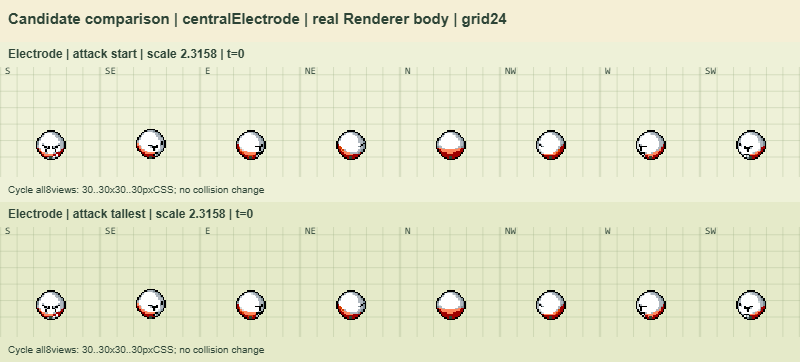 Candidate comparison | centralElectrode | real Renderer body | grid24
Electrode | attack start | scale 2.3158 | t=0
S SE E NE N NW W SW
Cycle all8views: 30..30x30..30pxCSS; no collision change
Electrode | attack tallest | scale 2.3158 | t=0
S SE E NE N NW W SW
Cycle all8views: 30..30x30..30pxCSS; no collision change